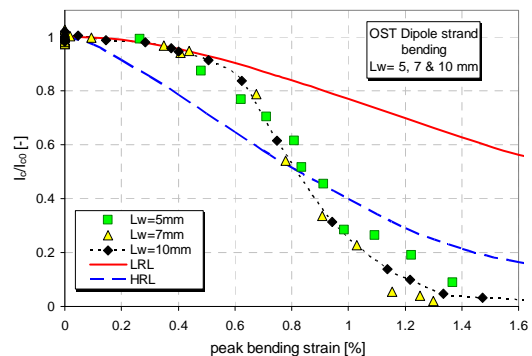 OST Dipole strand
bending
Lw= 5, 7 & 10 mm
1
0.8
0.6
0.4
0.2
0
Ic/Ic0 [-]
Lw=5mm
Lw=7mm
Lw=10mm
LRL
HRL
0.0 0.2 0.4 0.6 0.8 1.0 1.2 1.4 1.6
peak bending strain [%]